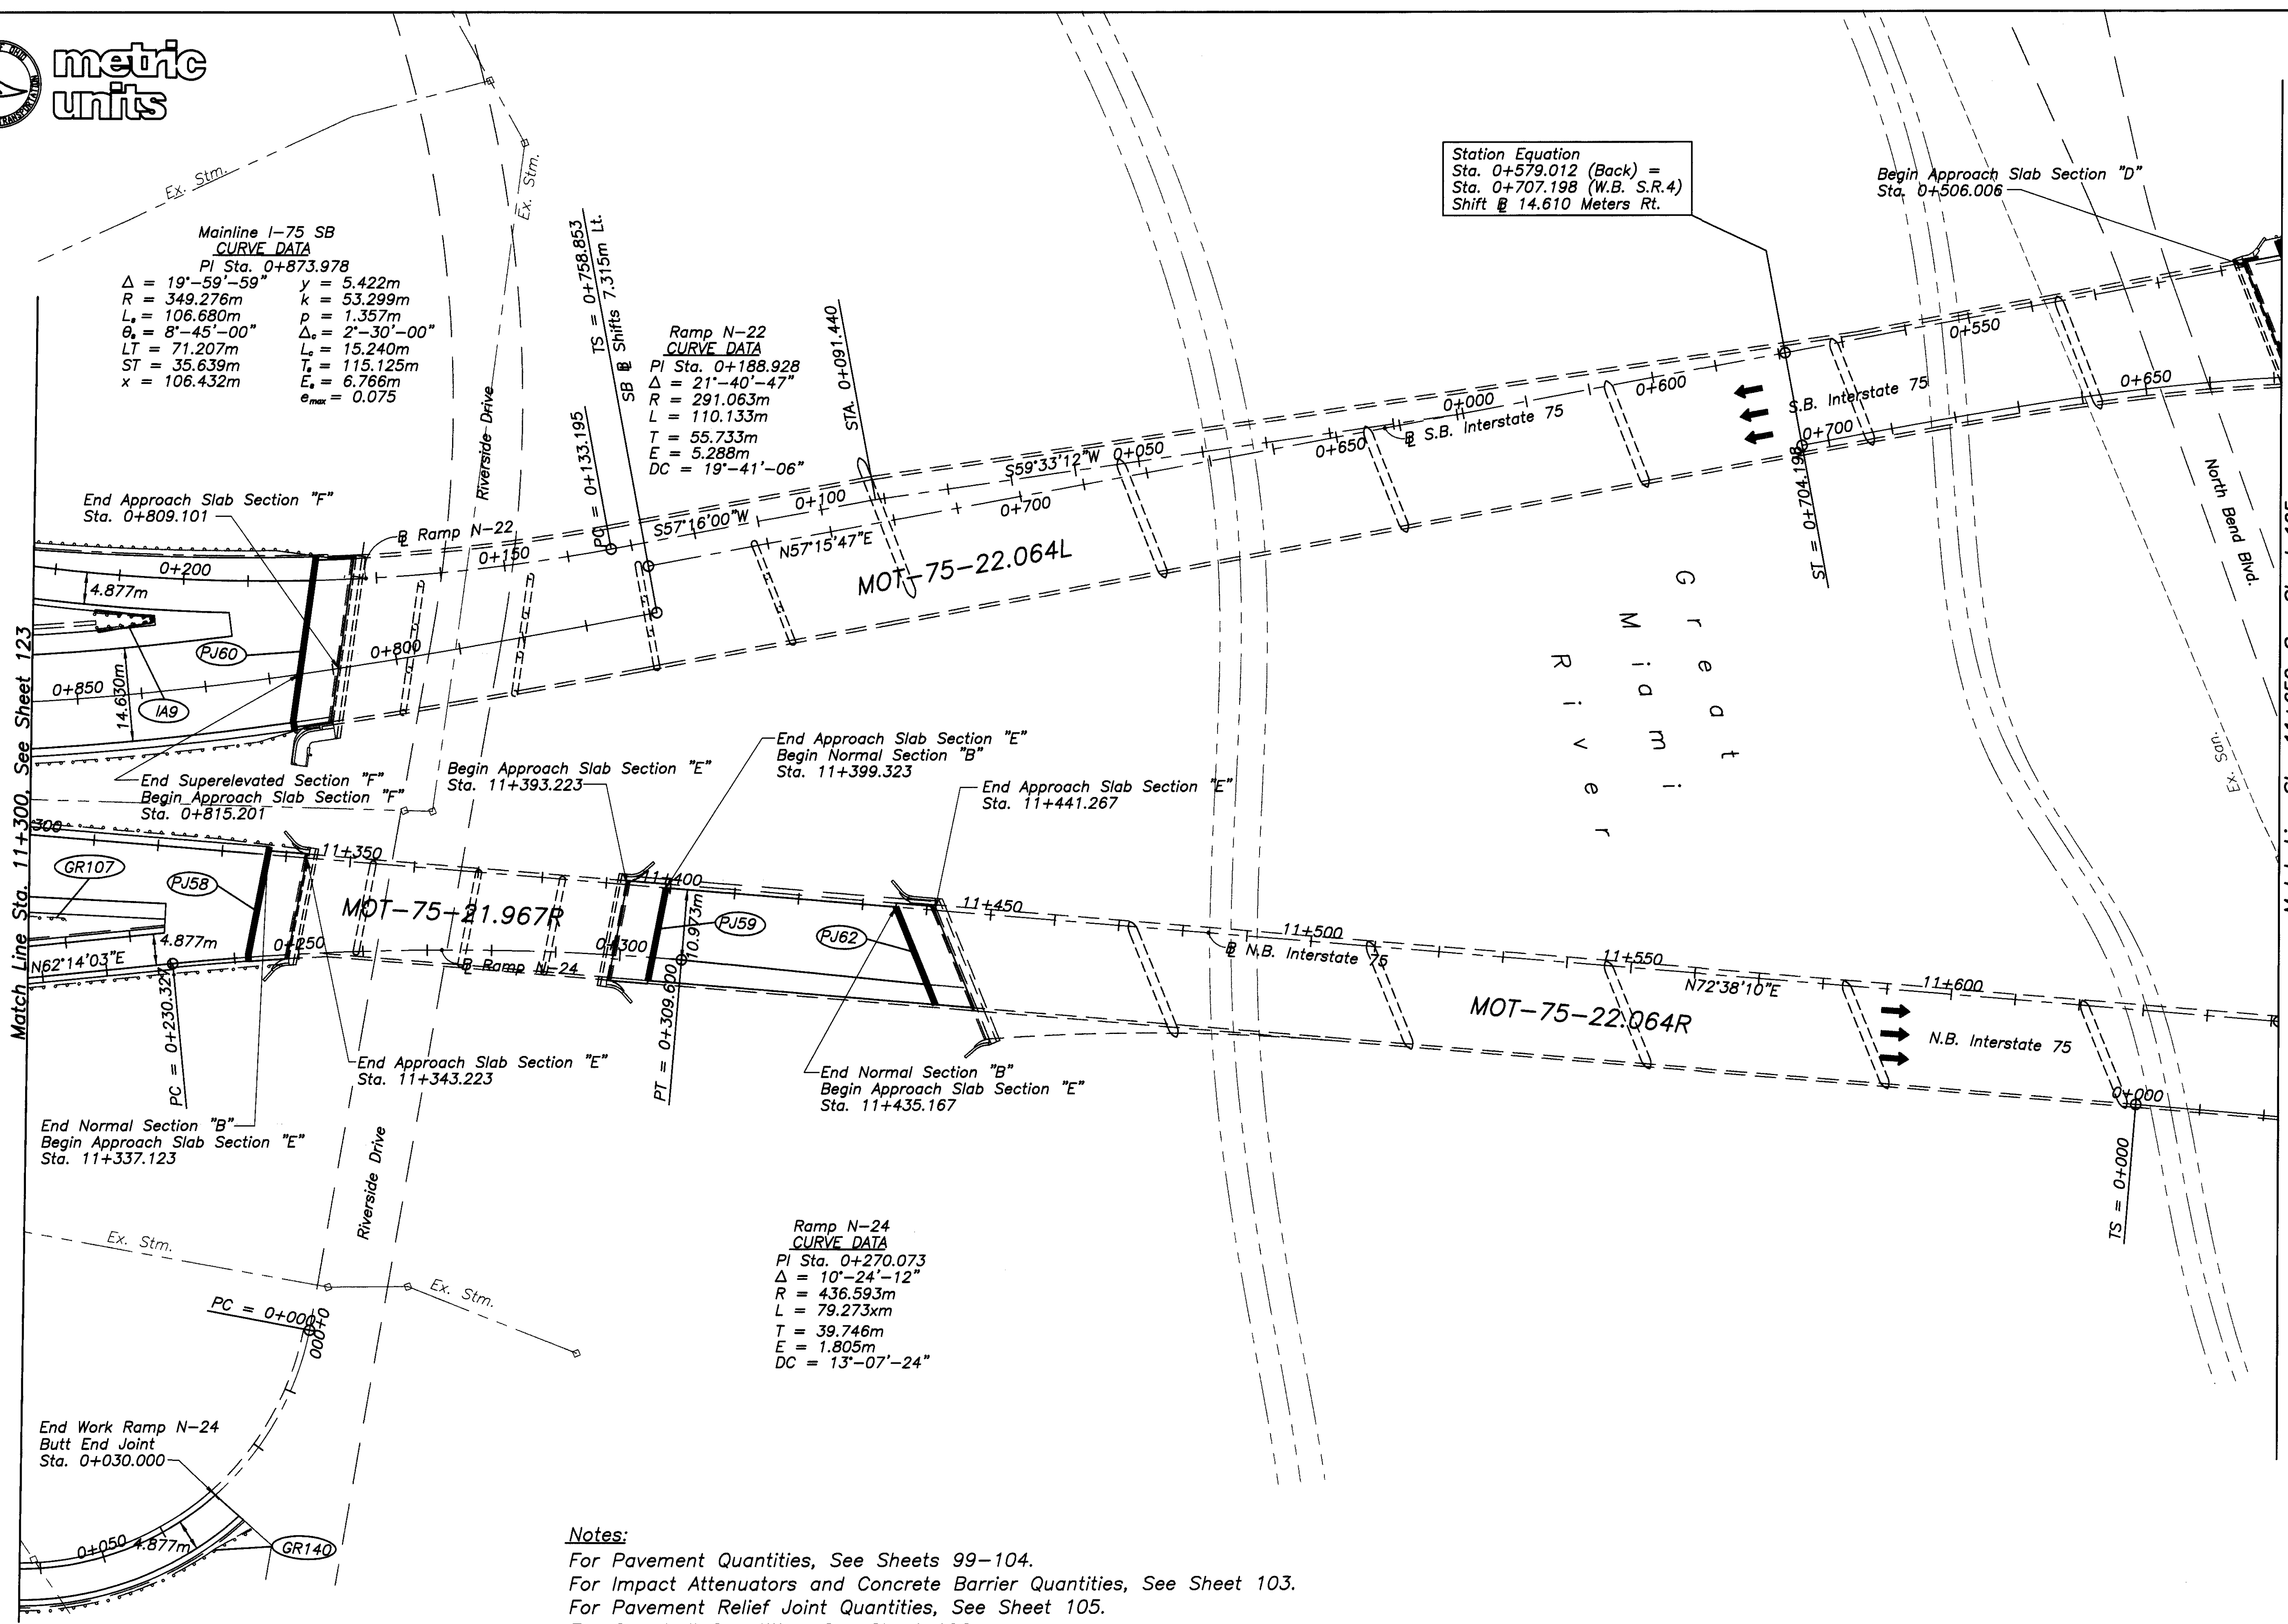 metric
units
Ex. Stm.
Ex. Stm.
Mainline I-75 SB
CURVE DATA
PI Sta. 0+873.978
Δ = 19°-59'-59" y = 5.422m
R = 349.276m k = 53.299m
Ls = 106.680m p = 1.357m
θs = 8°-45'-00" Δc = 2°-30'-00"
LT = 71.207m Lc = 15.240m
ST = 35.639m Ts = 115.125m
x = 106.432m Es = 6.766m
emax = 0.075
Riverside Drive
TS = 0+758.853
SB ℄ Shifts 7.315m Lt.
PC = 0+133.195
Ramp N-22
CURVE DATA
PI Sta. 0+188.928
Δ = 21°-40'-47"
R = 291.063m
L = 110.133m
T = 55.733m
E = 5.288m
DC = 19°-41'-06"
STA. 0+091.440
Station Equation
Sta. 0+579.012 (Back) =
Sta. 0+707.198 (W.B. S.R.4)
Shift ℄ 14.610 Meters Rt.
Begin Approach Slab Section "D"
Sta. 0+506.006
0+550
0+600
0+650
S.B. Interstate 75
0+700
ST = 0+704.198
North Bend Blvd.
0+000
℄ S.B. Interstate 75
0+650
0+050
S59°33'12"W
0+100
0+700
S57°16'00"W
N57°15'47"E
MOT-75-22.064L
End Approach Slab Section "F"
Sta. 0+809.101
℄ Ramp N-22
0+150
0+200
4.877m
PJ60
0+800
0+850
14.630m
IA9
Great
Miami
River
Ex. San.
Match Line Sta. 11+300, See Sheet 123
End Superelevated Section "F"
Begin Approach Slab Section "F"
Sta. 0+815.201
Begin Approach Slab Section "E"
Sta. 11+393.223
End Approach Slab Section "E"
Begin Normal Section "B"
Sta. 11+399.323
End Approach Slab Section "E"
Sta. 11+441.267
300
11+350
11+400
11+450
11+500
11+550
11+600
GR107
PJ58
MOT-75-21.967R
PJ59
PJ62
10.973m
℄ N.B. Interstate 75
N72°38'10"E
MOT-75-22.064R
N.B. Interstate 75
4.877m
0+250
0+300
℄ Ramp N-24
N62°14'03"E
PC = 0+230.327
PT = 0+309.600
0+000
TS = 0+000
End Approach Slab Section "E"
Sta. 11+343.223
End Normal Section "B"
Begin Approach Slab Section "E"
Sta. 11+435.167
End Normal Section "B"
Begin Approach Slab Section "E"
Sta. 11+337.123
Riverside Drive
Ex. Stm.
Ex. Stm.
PC = 0+000
0+000
Ramp N-24
CURVE DATA
PI Sta. 0+270.073
Δ = 10°-24'-12"
R = 436.593m
L = 79.273xm
T = 39.746m
E = 1.805m
DC = 13°-07'-24"
End Work Ramp N-24
Butt End Joint
Sta. 0+030.000
0+050
4.877m
GR140
Notes:
For Pavement Quantities, See Sheets 99-104.
For Impact Attenuators and Concrete Barrier Quantities, See Sheet 103.
For Pavement Relief Joint Quantities, See Sheet 105.